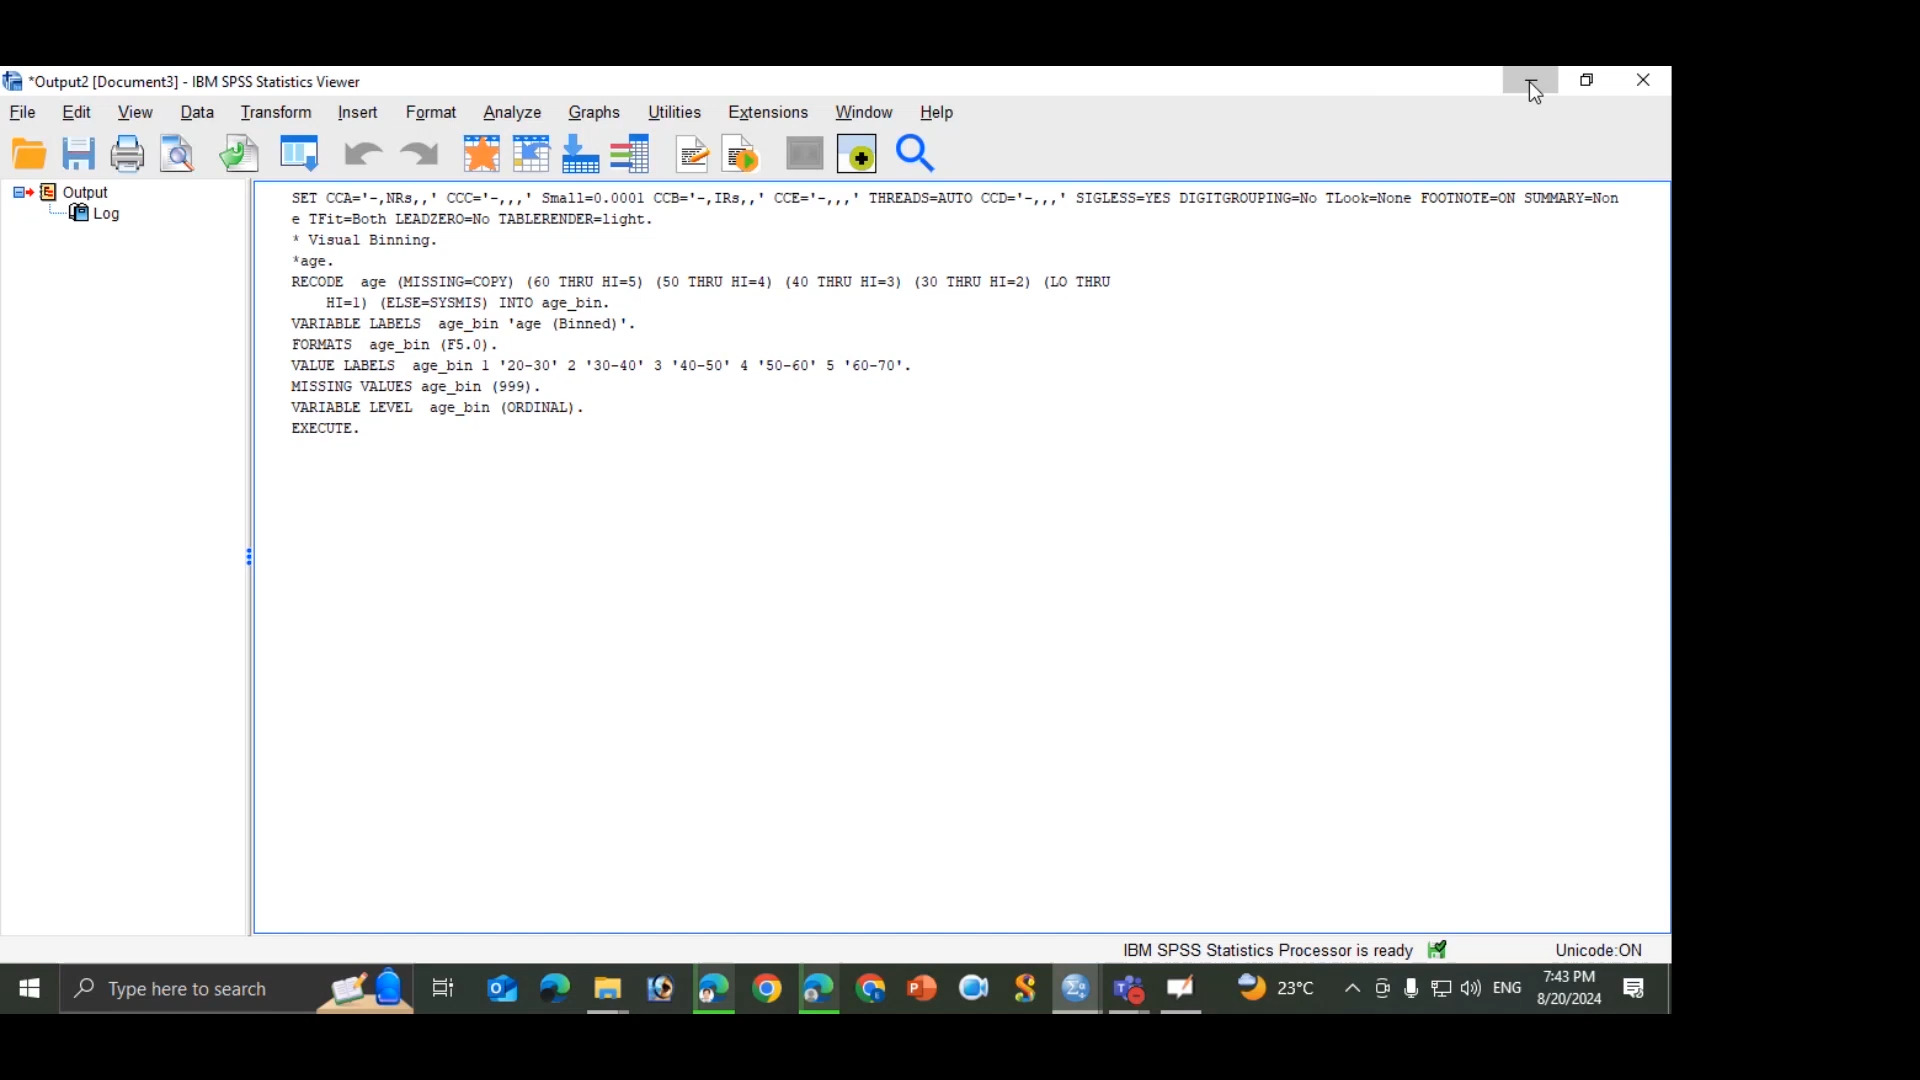 *Output2 [Document3] - IBM SPSS Statistics Viewer
File Edit View Data Transform Insert Format Analyze Graphs Utilities Extensions Window Help
Output
Log
SET CCA='-,NRs,,' CCC='-,,,' Small=0.0001 CCB='-,IRs,,' CCE='-,,,' THREADS=AUTO CCD='-,,,' SIGLESS=YES DIGITGROUPING=No TLook=None FOOTNOTE=ON SUMMARY=Non
e TFit=Both LEADZERO=No TABLERENDER=light.
* Visual Binning.
*age.
RECODE  age (MISSING=COPY) (60 THRU HI=5) (50 THRU HI=4) (40 THRU HI=3) (30 THRU HI=2) (LO THRU
    HI=1) (ELSE=SYSMIS) INTO age_bin.
VARIABLE LABELS  age_bin 'age (Binned)'.
FORMATS  age_bin (F5.0).
VALUE LABELS  age_bin 1 '20-30' 2 '30-40' 3 '40-50' 4 '50-60' 5 '60-70'.
MISSING VALUES age_bin (999).
VARIABLE LEVEL  age_bin (ORDINAL).
EXECUTE.
IBM SPSS Statistics Processor is ready Unicode:ON
Type here to search 23°C ENG 7:43 PM
8/20/2024